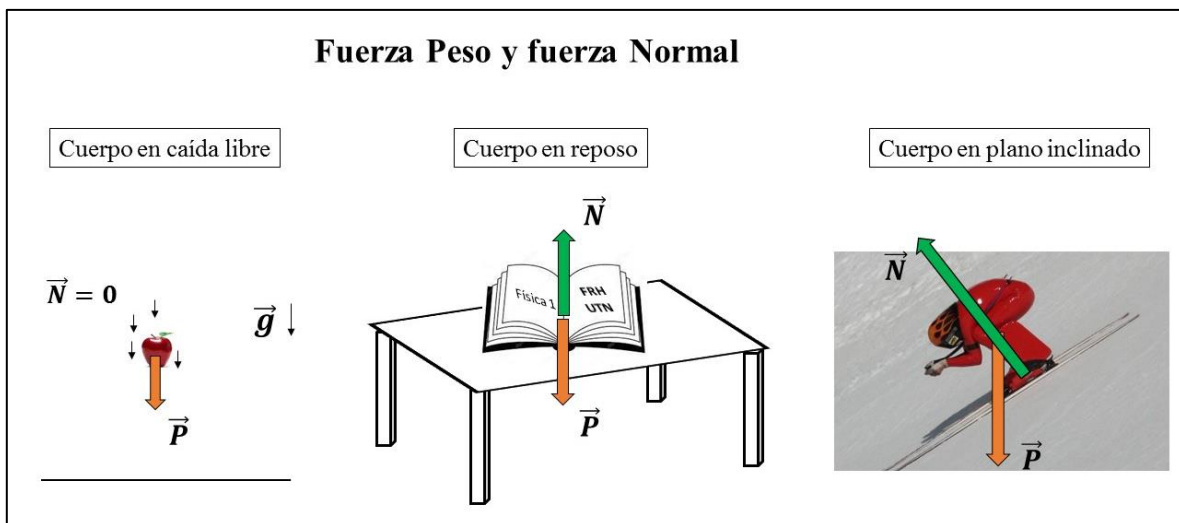 Fuerza Peso y fuerza Normal
Cuerpo en caída libre
N⃗ = 0
g⃗
P⃗
Cuerpo en reposo
N⃗
Física 1
FRH
UTN
P⃗
Cuerpo en plano inclinado
N⃗
P⃗